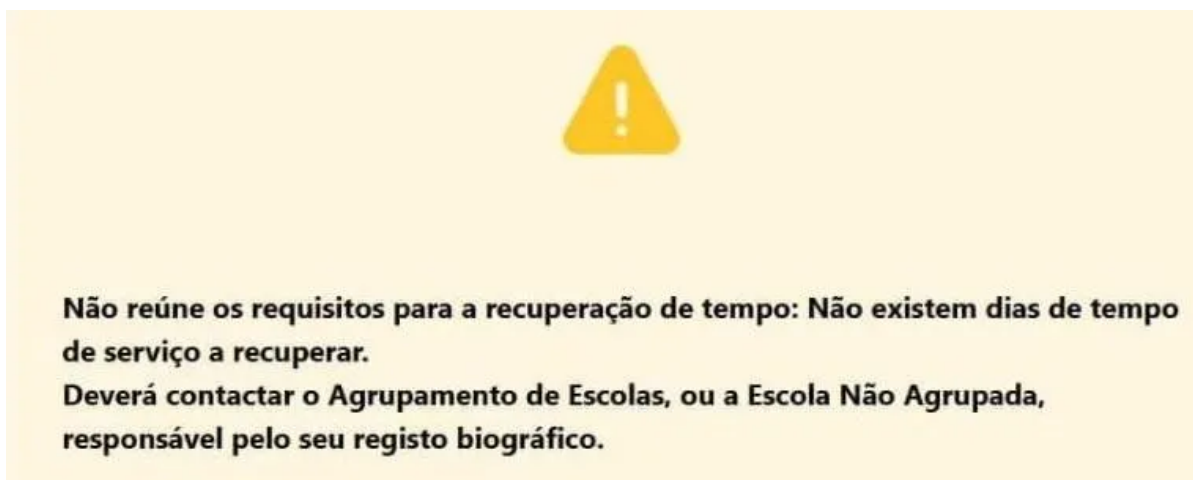 Não reúne os requisitos para a recuperação de tempo: Não existem dias de tempo
de serviço a recuperar.
Deverá contactar o Agrupamento de Escolas, ou a Escola Não Agrupada,
responsável pelo seu registo biográfico.